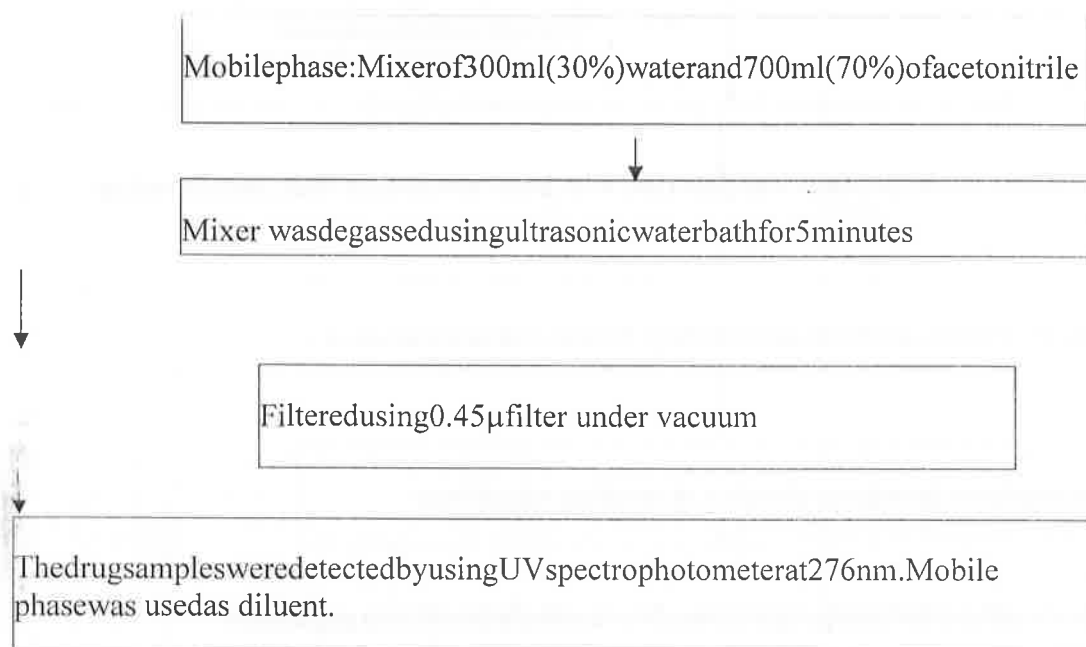 Mobilephase:Mixerof300ml(30%)waterand700ml(70%)ofacetonitrile
Mixer wasdegassedusingultrasonicwaterbathfor5minutes
Filteredusing0.45µfilter under vacuum
ThedrugsamplesweredetectedbyusingUVspectrophotometerat276nm.Mobile
phasewas usedas diluent.